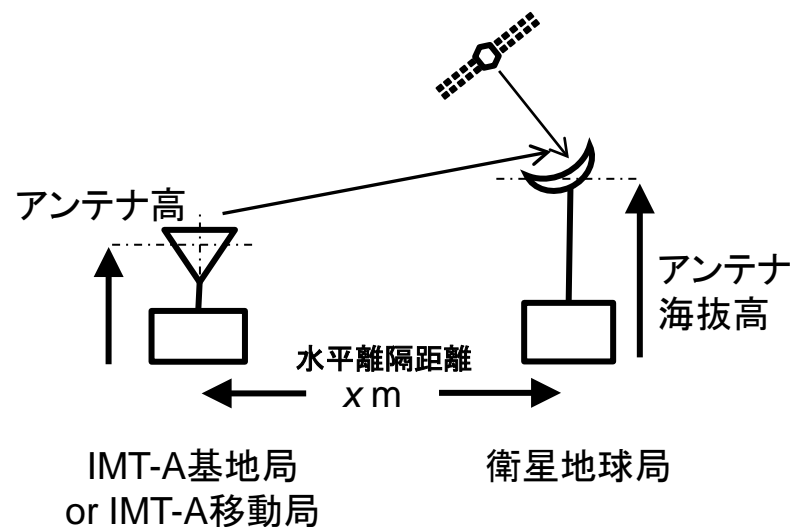 アンテナ高
アンテナ
海抜高
水平離隔距離
x m
IMT-A基地局
or IMT-A移動局
衛星地球局